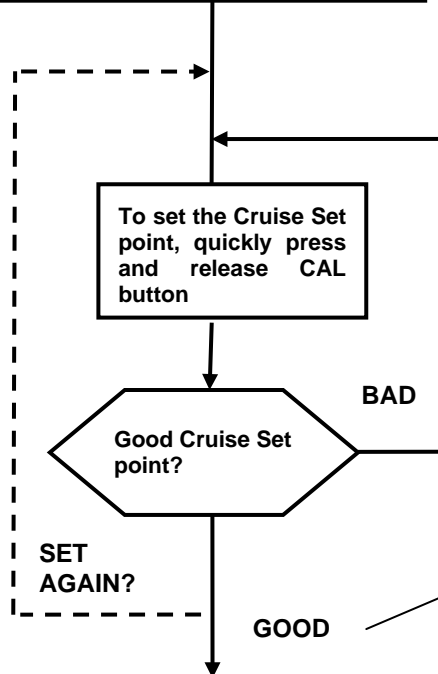 To set the Cruise Set
point, quickly press
and release CAL
button
BAD
Good Cruise Set
point?
SET
AGAIN?
GOOD